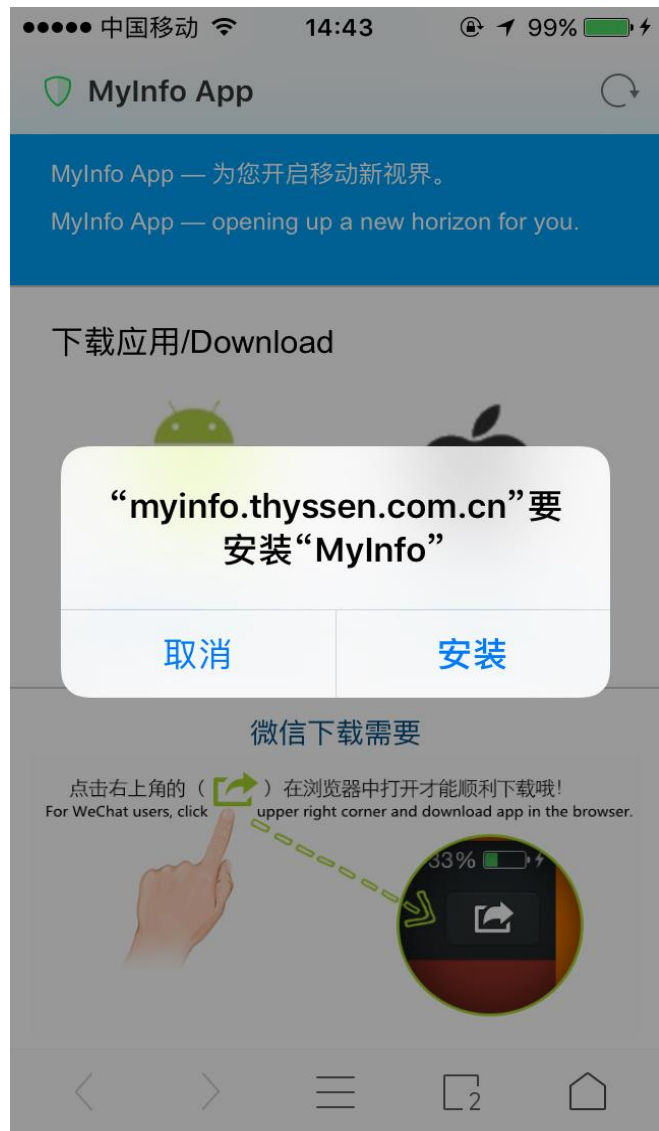 中国移动 14:43 99%
MyInfo App
MyInfo App — 为您开启移动新视界。
MyInfo App — opening up a new horizon for you.
下载应用/Download
“myinfo.thyssen.com.cn”要
安装“MyInfo”
取消 安装
微信下载需要
点击右上角的（ ）在浏览器中打开才能顺利下载哦！
For WeChat users, click upper right corner and download app in the browser.
33%
2